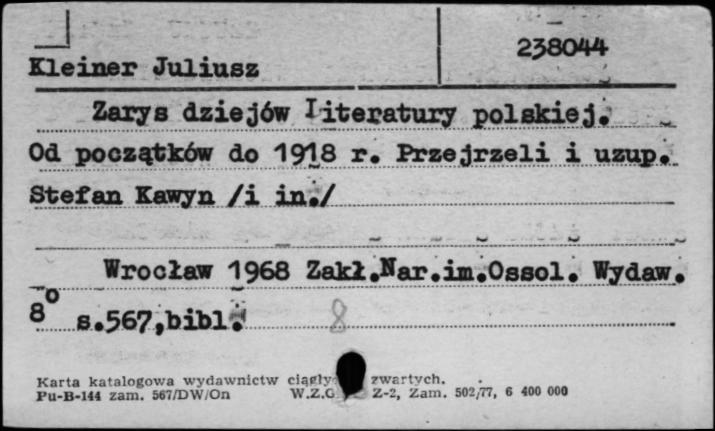 238044
Kleiner Juliusz
Zarys dziejów literatury polskiej.
Od początków do 1918 r. Przejrzeli i uzup.
Stefan Kawyn /i in./
Wrocław 1968 Zakł.Nar.im.Ossol. Wydaw.
8° s.567,bibl. 8
Karta katalogowa wydawnictw zwartych.
Pu-B-144 zam. 567/DW/On W.Z.G Z-2, Zam. 502/77, 6 400 000